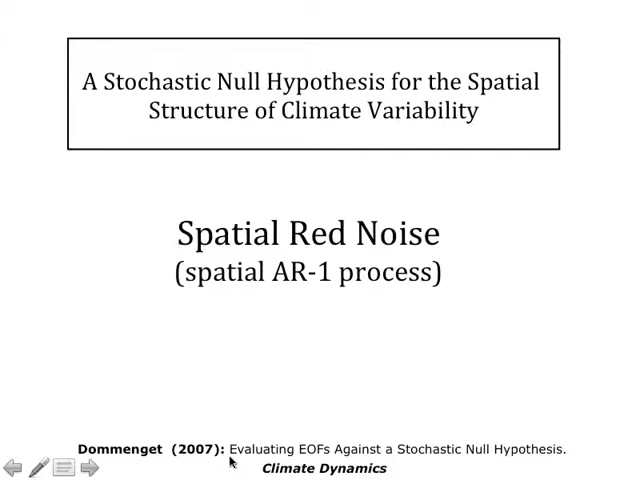 A Stochastic Null Hypothesis for the Spatial
Structure of Climate Variability
Spatial Red Noise
(spatial AR-1 process)
Dommenget (2007): Evaluating EOFs Against a Stochastic Null Hypothesis.
Climate Dynamics